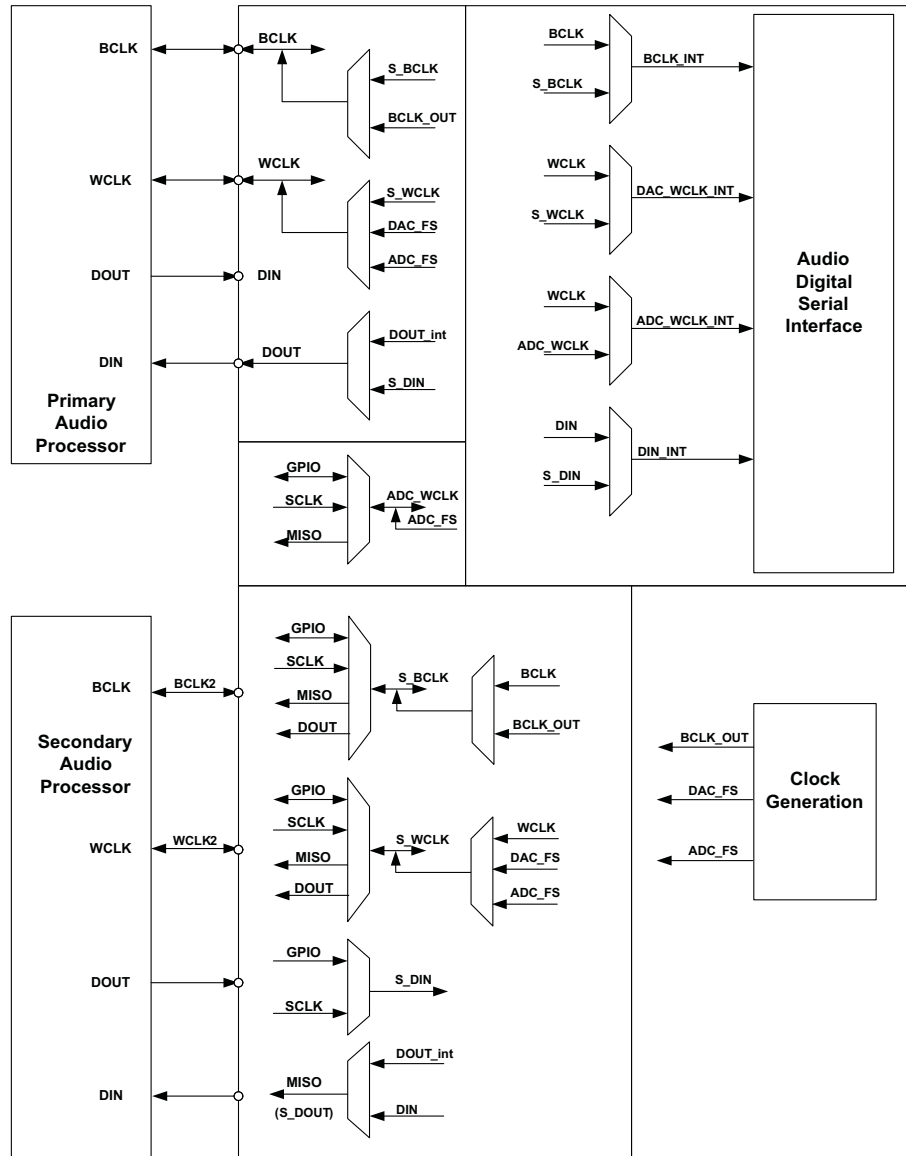 BCLK
WCLK
DOUT
DIN
Primary
Audio
Processor
BCLK
S_BCLK
BCLK_OUT
WCLK
S_WCLK
DAC_FS
ADC_FS
DIN
DOUT
DOUT_int
S_DIN
BCLK
S_BCLK
BCLK_INT
WCLK
S_WCLK
DAC_WCLK_INT
WCLK
ADC_WCLK
ADC_WCLK_INT
DIN
S_DIN
DIN_INT
Audio
Digital
Serial
Interface
GPIO
SCLK
MISO
ADC_WCLK
ADC_FS
BCLK
BCLK2
Secondary
Audio
Processor
WCLK
WCLK2
DOUT
DIN
GPIO
SCLK
MISO
DOUT
S_BCLK
BCLK
BCLK_OUT
GPIO
SCLK
MISO
DOUT
S_WCLK
WCLK
DAC_FS
ADC_FS
GPIO
SCLK
S_DIN
MISO
(S_DOUT)
DOUT_int
DIN
BCLK_OUT
DAC_FS
ADC_FS
Clock
Generation